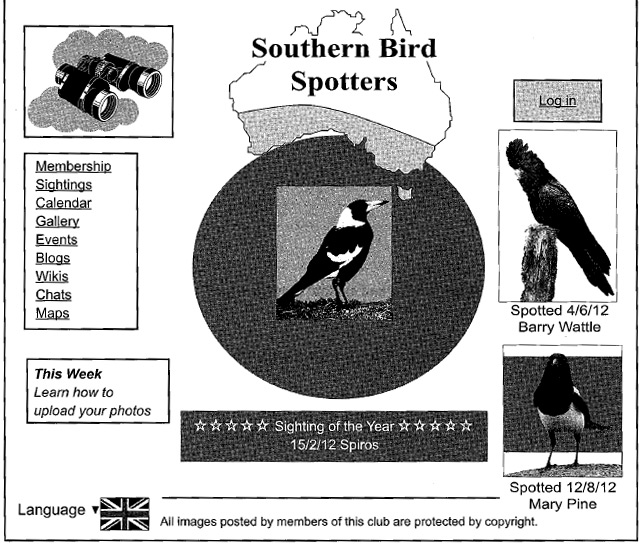 Southern Bird
Spotters
Log in
Membership
Sightings
Calendar
Gallery
Events
Blogs
Wikis
Chats
Maps
Spotted 4/6/12
Barry Wattle
This Week
Learn how to
upload your photos
☆☆☆☆☆ Sighting of the Year ☆☆☆☆☆
15/2/12 Spiros
Spotted 12/8/12
Mary Pine
Language ▼
All images posted by members of this club are protected by copyright.